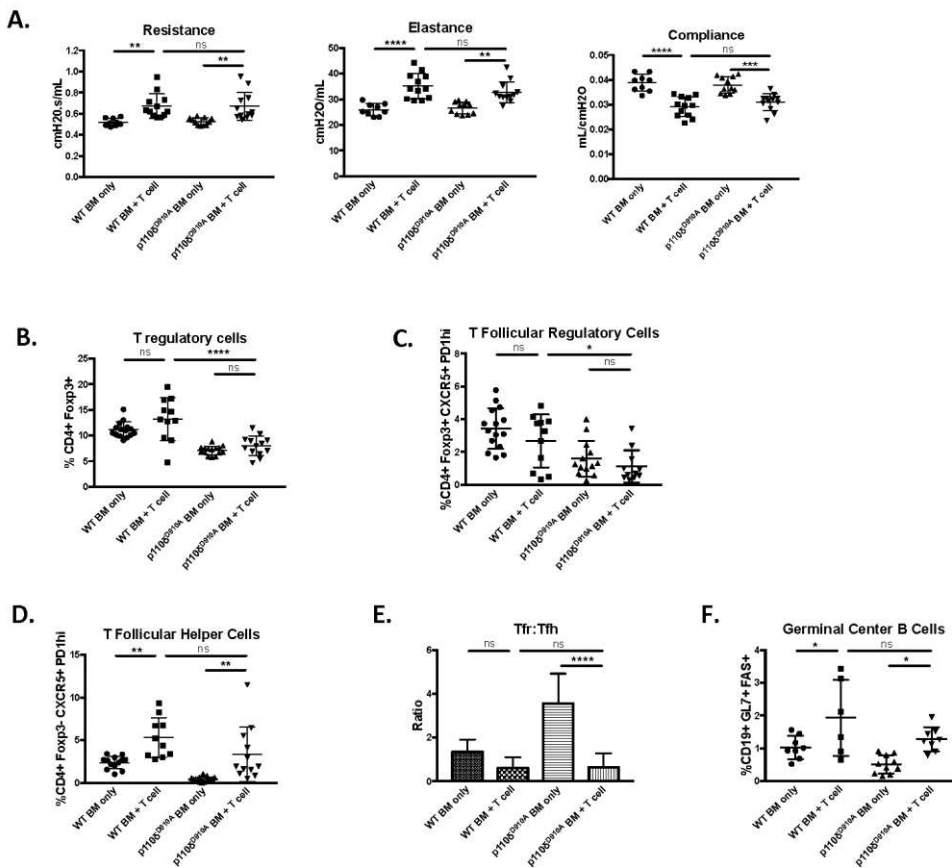 A.
Resistance
cmH20.s/mL
1.2
1.0
0.8
0.6
0.4
0.2
0.0
**
ns
**
WT BM only
WT BM + T cell
p110δD910A BM only
p110δD910A BM + T cell
Elastance
cmH2O/mL
50
40
30
20
10
0
****
ns
**
WT BM only
WT BM + T cell
p110δD910A BM only
p110δD910A BM + T cell
Compliance
mL/cmH2O
0.05
0.04
0.03
0.02
0.01
0.00
****
ns
***
WT BM only
WT BM + T cell
p110δD910A BM only
p110δD910A BM + T cell
B.
T regulatory cells
% CD4+ Foxp3+
25
20
15
10
5
0
ns
****
ns
WT BM only
WT BM + T cell
p110δD910A BM only
p110δD910A BM + T cell
C.
T Follicular Regulatory Cells
%CD4+ Foxp3+ CXCR5+ PD1hi
8
6
4
2
0
ns
*
ns
WT BM only
WT BM + T cell
p110δD910A BM only
p110δD910A BM + T cell
D.
T Follicular Helper Cells
%CD4+ Foxp3- CXCR5+ PD1hi
15
10
5
0
**
ns
**
WT BM only
WT BM + T cell
p110δD910A BM only
p110δD910A BM + T cell
E.
Tfr:Tfh
Ratio
6
4
2
0
ns
ns
****
WT BM only
WT BM + T cell
p110δD910A BM only
p110δD910A BM + T cell
F.
Germinal Center B Cells
%CD19+ GL7+ FAS+
4
3
2
1
0
*
ns
*
WT BM only
WT BM + T cell
p110δD910A BM only
p110δD910A BM + T cell